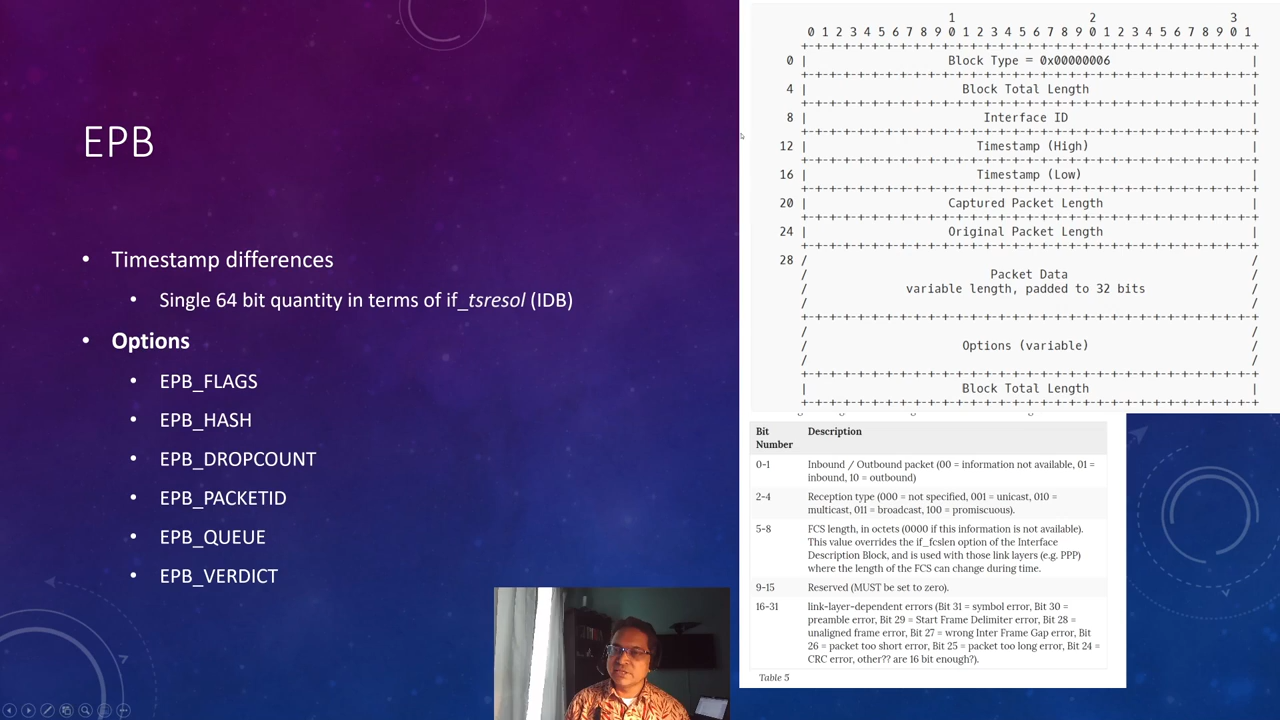 EPB
• Timestamp differences
• Single 64 bit quantity in terms of if_tsresol (IDB)
• Options
• EPB_FLAGS
• EPB_HASH
• EPB_DROPCOUNT
• EPB_PACKETID
• EPB_QUEUE
• EPB_VERDICT
1 2 3
0 1 2 3 4 5 6 7 8 9 0 1 2 3 4 5 6 7 8 9 0 1 2 3 4 5 6 7 8 9 0 1
+-+-+-+-+-+-+-+-+-+-+-+-+-+-+-+-+-+-+-+-+-+-+-+-+-+-+-+-+-+-+-+-+
0 | Block Type = 0x00000006 |
+-+-+-+-+-+-+-+-+-+-+-+-+-+-+-+-+-+-+-+-+-+-+-+-+-+-+-+-+-+-+-+-+
4 | Block Total Length |
+-+-+-+-+-+-+-+-+-+-+-+-+-+-+-+-+-+-+-+-+-+-+-+-+-+-+-+-+-+-+-+-+
8 | Interface ID |
+-+-+-+-+-+-+-+-+-+-+-+-+-+-+-+-+-+-+-+-+-+-+-+-+-+-+-+-+-+-+-+-+
12 | Timestamp (High) |
+-+-+-+-+-+-+-+-+-+-+-+-+-+-+-+-+-+-+-+-+-+-+-+-+-+-+-+-+-+-+-+-+
16 | Timestamp (Low) |
+-+-+-+-+-+-+-+-+-+-+-+-+-+-+-+-+-+-+-+-+-+-+-+-+-+-+-+-+-+-+-+-+
20 | Captured Packet Length |
+-+-+-+-+-+-+-+-+-+-+-+-+-+-+-+-+-+-+-+-+-+-+-+-+-+-+-+-+-+-+-+-+
24 | Original Packet Length |
+-+-+-+-+-+-+-+-+-+-+-+-+-+-+-+-+-+-+-+-+-+-+-+-+-+-+-+-+-+-+-+-+
28 / /
/ Packet Data /
/ variable length, padded to 32 bits /
/ /
+-+-+-+-+-+-+-+-+-+-+-+-+-+-+-+-+-+-+-+-+-+-+-+-+-+-+-+-+-+-+-+-+
/ /
/ Options (variable) /
/ /
+-+-+-+-+-+-+-+-+-+-+-+-+-+-+-+-+-+-+-+-+-+-+-+-+-+-+-+-+-+-+-+-+
| Block Total Length |
+-+-+-+-+-+-+-+-+-+-+-+-+-+-+-+-+-+-+-+-+-+-+-+-+-+-+-+-+-+-+-+-+
Bit Description
Number
0-1 Inbound / Outbound packet (00 = information not available, 01 =
inbound, 10 = outbound)
2-4 Reception type (000 = not specified, 001 = unicast, 010 =
multicast, 011 = broadcast, 100 = promiscuous).
5-8 FCS length, in octets (0000 if this information is not available).
This value overrides the if_fcslen option of the Interface
Description Block, and is used with those link layers (e.g. PPP)
where the length of the FCS can change during time.
9-15 Reserved (MUST be set to zero).
16-31 link-layer-dependent errors (Bit 31 = symbol error, Bit 30 =
preamble error, Bit 29 = Start Frame Delimiter error, Bit 28 =
unaligned frame error, Bit 27 = wrong Inter Frame Gap error, Bit
26 = packet too short error, Bit 25 = packet too long error, Bit 24 =
CRC error, other?? are 16 bit enough?).
Table 5